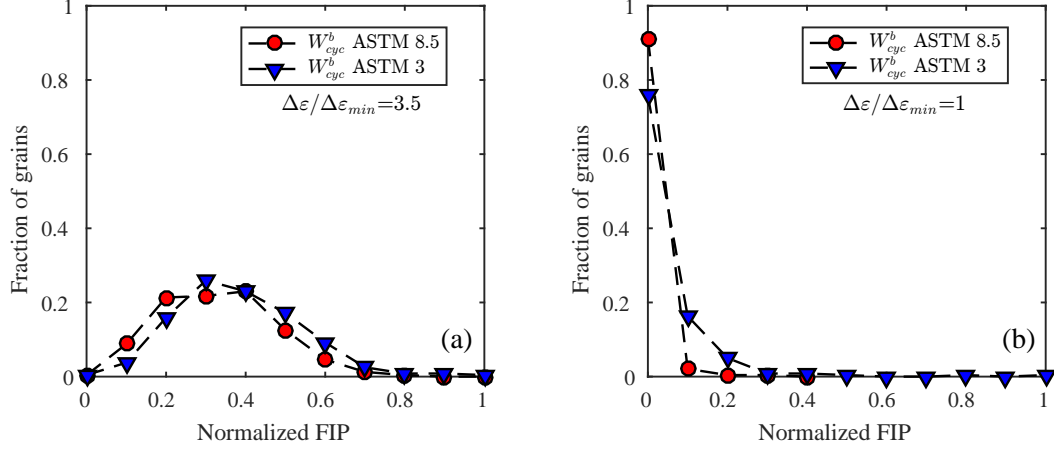 1
0.8
0.6
0.4
0.2
0
0 0.2 0.4 0.6 0.8 1
Fraction of grains
Normalized FIP
W^b_cyc ASTM 8.5
W^b_cyc ASTM 3
Δε/Δε_min=3.5
(a)
1
0.8
0.6
0.4
0.2
0
0 0.2 0.4 0.6 0.8 1
Fraction of grains
Normalized FIP
W^b_cyc ASTM 8.5
W^b_cyc ASTM 3
Δε/Δε_min=1
(b)